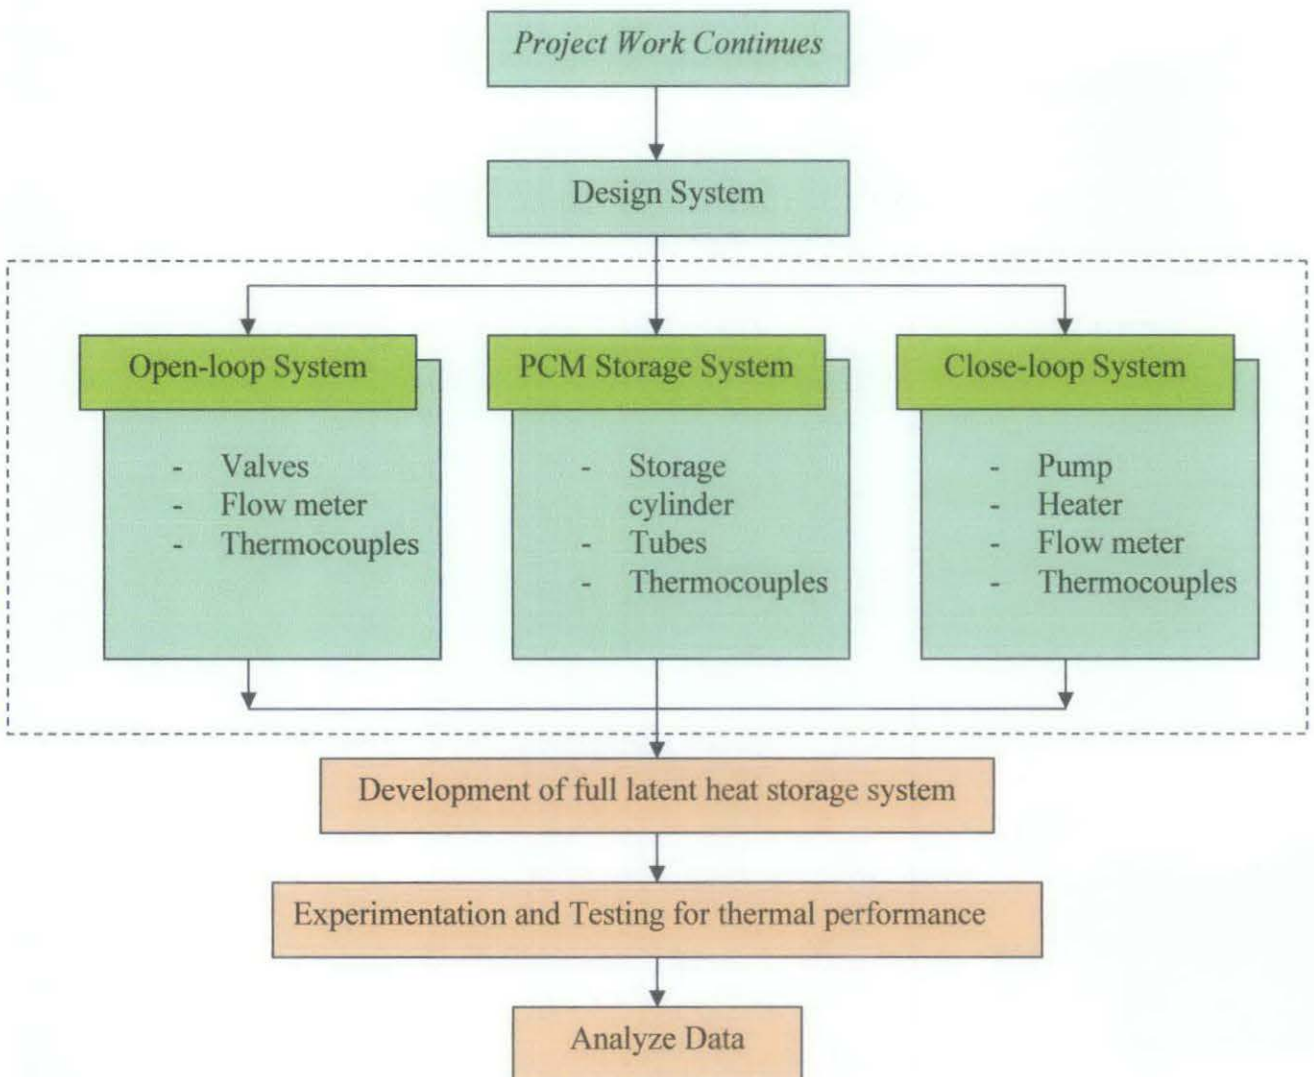 Project Work Continues
Design System
Open-loop System
- Valves
- Flow meter
- Thermocouples
PCM Storage System
- Storage
cylinder
- Tubes
- Thermocouples
Close-loop System
- Pump
- Heater
- Flow meter
- Thermocouples
Development of full latent heat storage system
Experimentation and Testing for thermal performance
Analyze Data